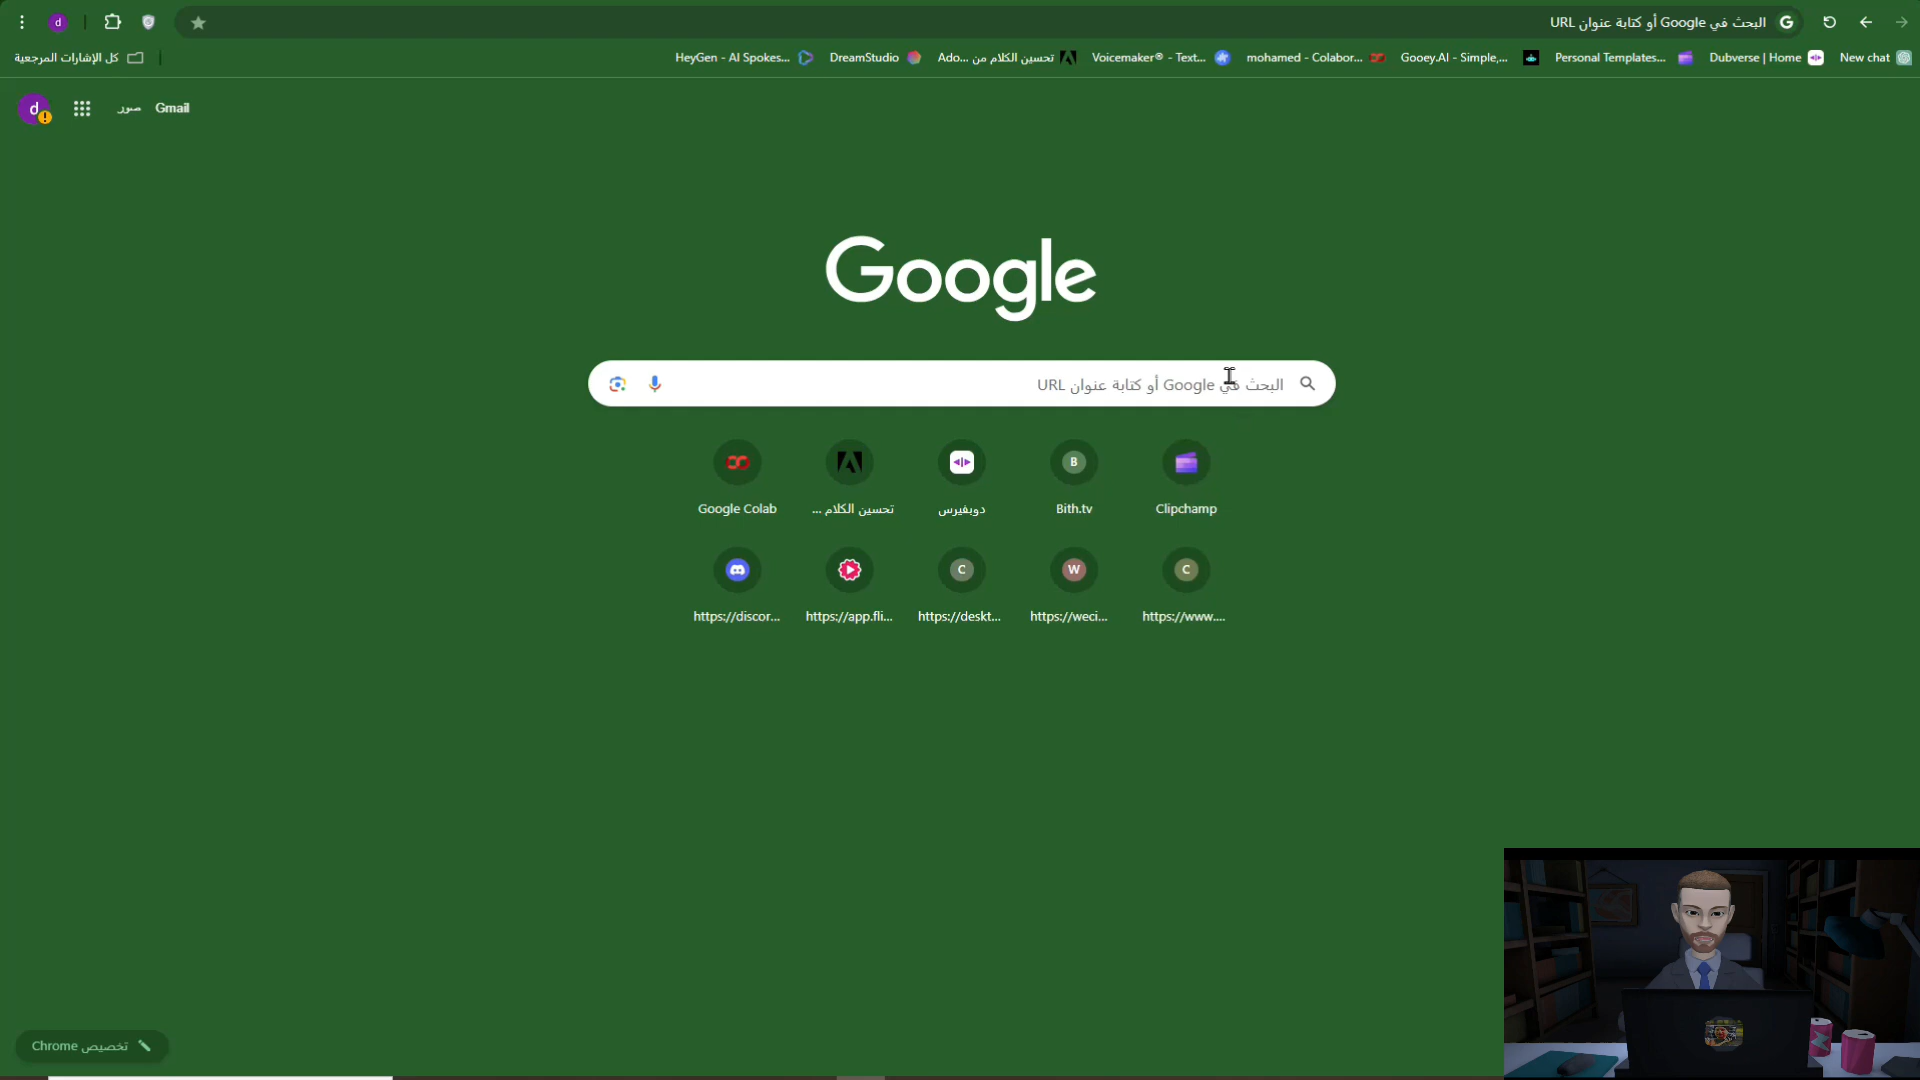 البحث في Google أو كتابة عنوان URL
d
New chat
Dubverse | Home
Personal Templates...
Gooey.AI - Simple,...
mohamed - Colabor...
Voicemaker® - Text...
تحسين الكلام من ...Ado
DreamStudio
HeyGen - AI Spokes...
كل الإشارات المرجعية
Gmail
صور
d
Google
البحث في Google أو كتابة عنوان URL
Clipchamp
B
Bith.tv
دوبفيرس
تحسين الكلام ...
Google Colab
C
https://www....
W
https://weci...
C
https://deskt...
https://app.fli...
https://discor...
تخصيص Chrome